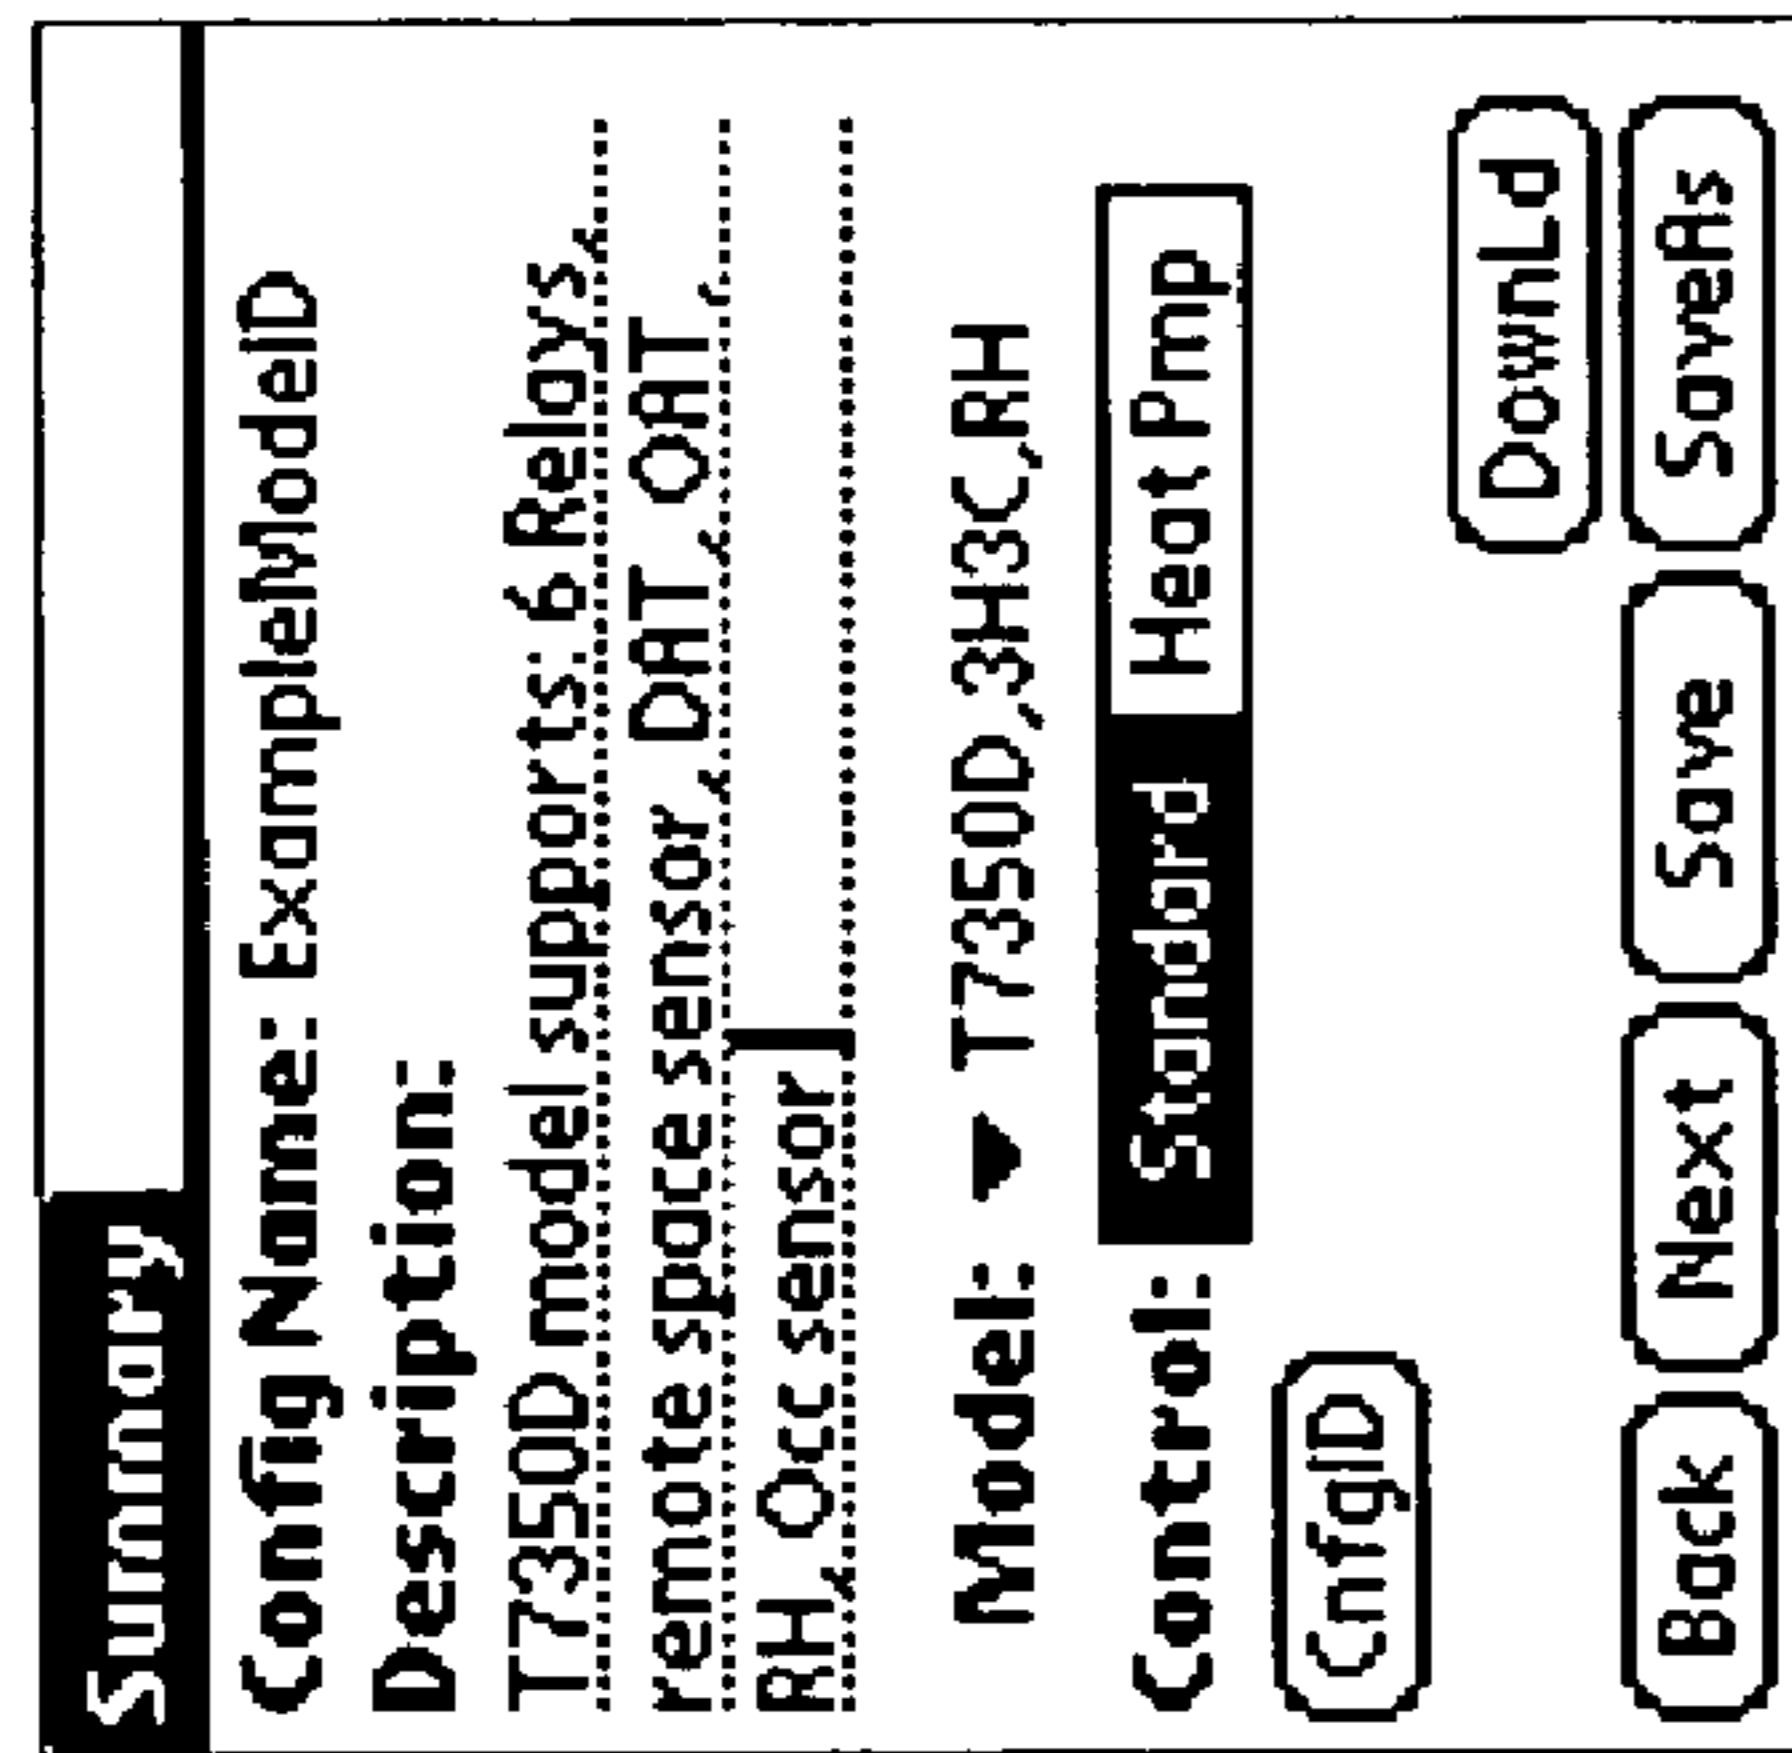 Summary
Config Name: ExampleModelD
Description:
T7350D model supports: 6 Relays,
remote space sensor, DAT, OAT,
RH, Occ sensor
Model: T7350D,3H3C,RH
Control: Standard Heat Pmp
CnfgID
DownLd
Back Next Save SaveAs